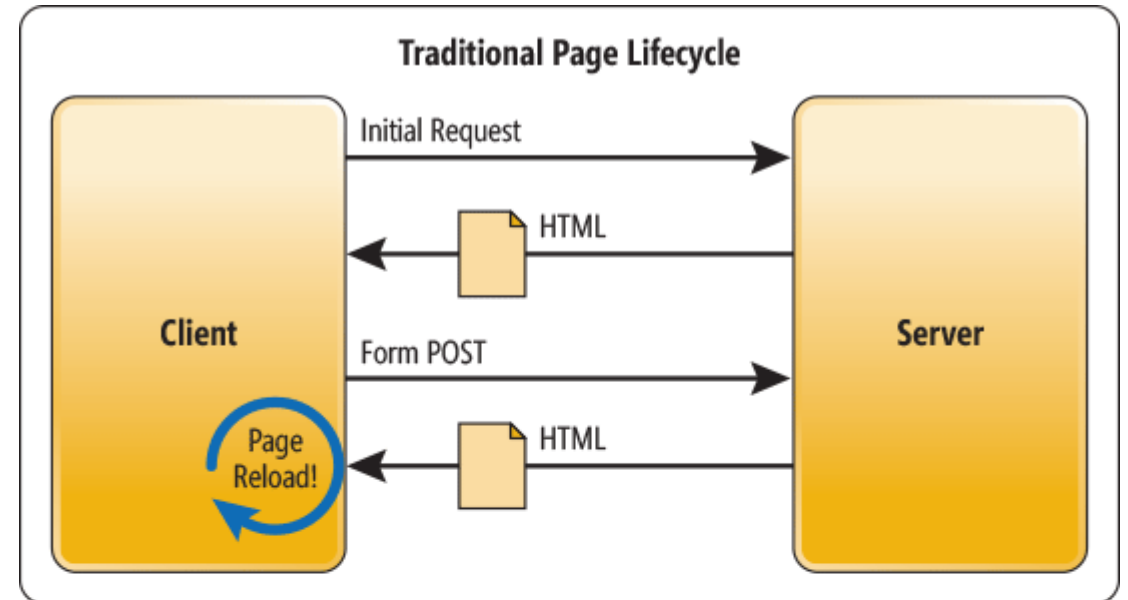 Traditional Page Lifecycle
Initial Request
HTML
Client
Server
Form POST
HTML
Page
Reload!